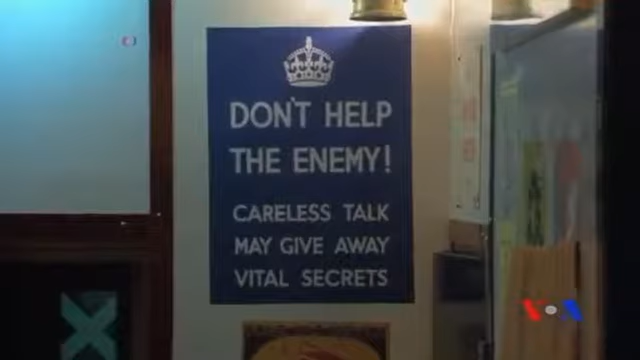 DON'T HELP
THE ENEMY!
CARELESS TALK
MAY GIVE AWAY
VITAL SECRETS
VOA